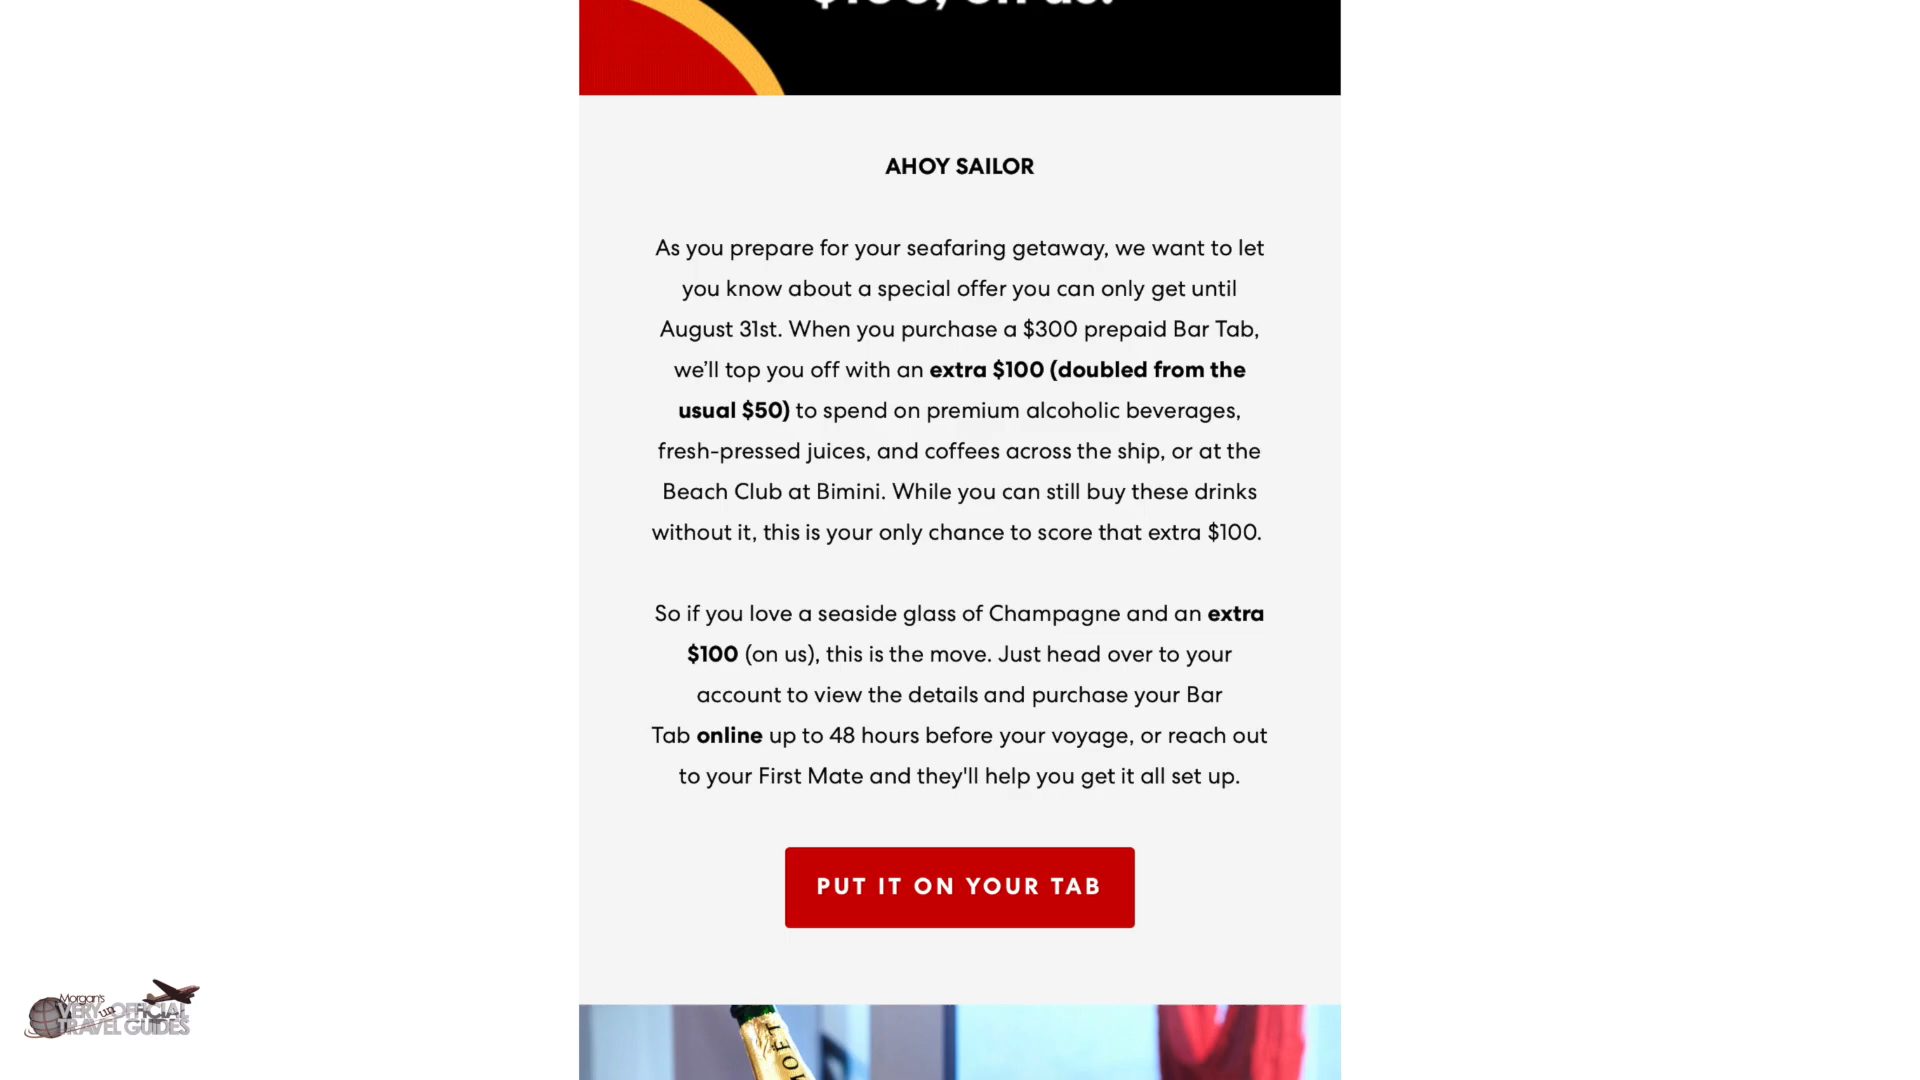 $100, on us.
AHOY SAILOR
As you prepare for your seafaring getaway, we want to let
you know about a special offer you can only get until
August 31st. When you purchase a $300 prepaid Bar Tab,
we’ll top you off with an extra $100 (doubled from the
usual $50) to spend on premium alcoholic beverages,
fresh-pressed juices, and coffees across the ship, or at the
Beach Club at Bimini. While you can still buy these drinks
without it, this is your only chance to score that extra $100.
So if you love a seaside glass of Champagne and an extra
$100 (on us), this is the move. Just head over to your
account to view the details and purchase your Bar
Tab online up to 48 hours before your voyage, or reach out
to your First Mate and they'll help you get it all set up.
PUT IT ON YOUR TAB
MOËT
Morgan's
VERY un OFFICIAL
TRAVEL GUIDES